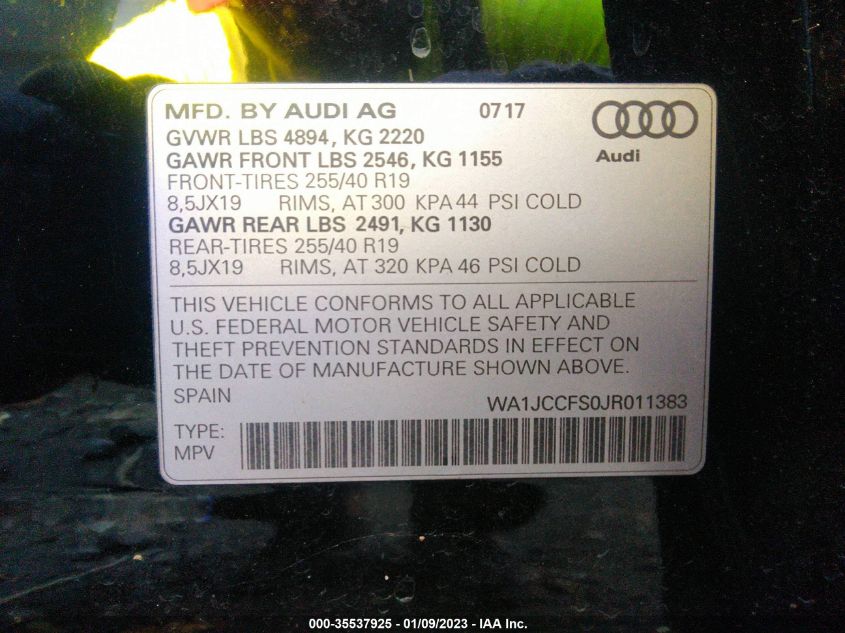 MFD. BY AUDI AG 0717
GVWR LBS 4894, KG 2220
GAWR FRONT LBS 2546, KG 1155
Audi
FRONT-TIRES 255/40 R19
8,5JX19 RIMS, AT 300 KPA 44 PSI COLD
GAWR REAR LBS 2491, KG 1130
REAR-TIRES 255/40 R19
8,5JX19 RIMS, AT 320 KPA 46 PSI COLD
THIS VEHICLE CONFORMS TO ALL APPLICABLE
U.S. FEDERAL MOTOR VEHICLE SAFETY AND
THEFT PREVENTION STANDARDS IN EFFECT ON
THE DATE OF MANUFACTURE SHOWN ABOVE.
SPAIN
WA1JCCFS0JR011383
TYPE:
MPV
000-35537925 - 01/09/2023 - IAA Inc.